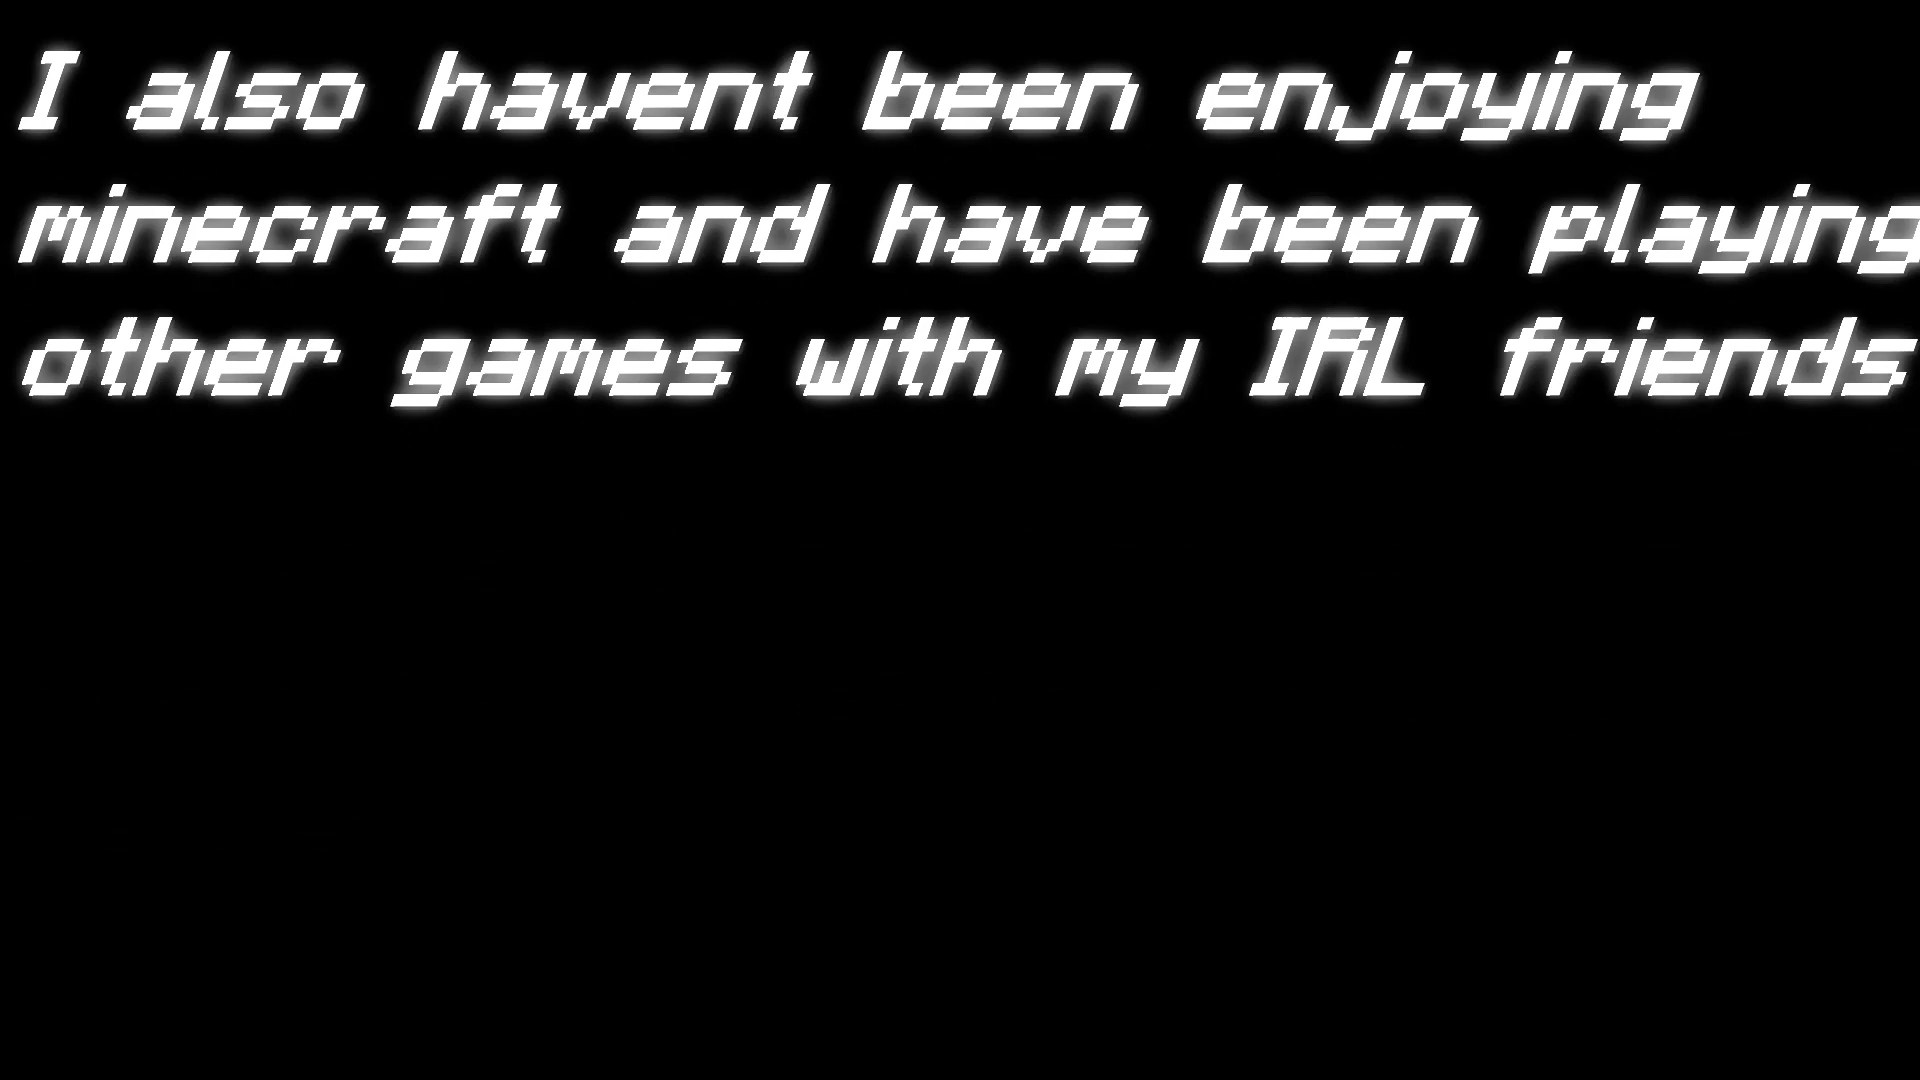 I also havent been enjoying
minecraft and have been playing
other games with my IRL friends